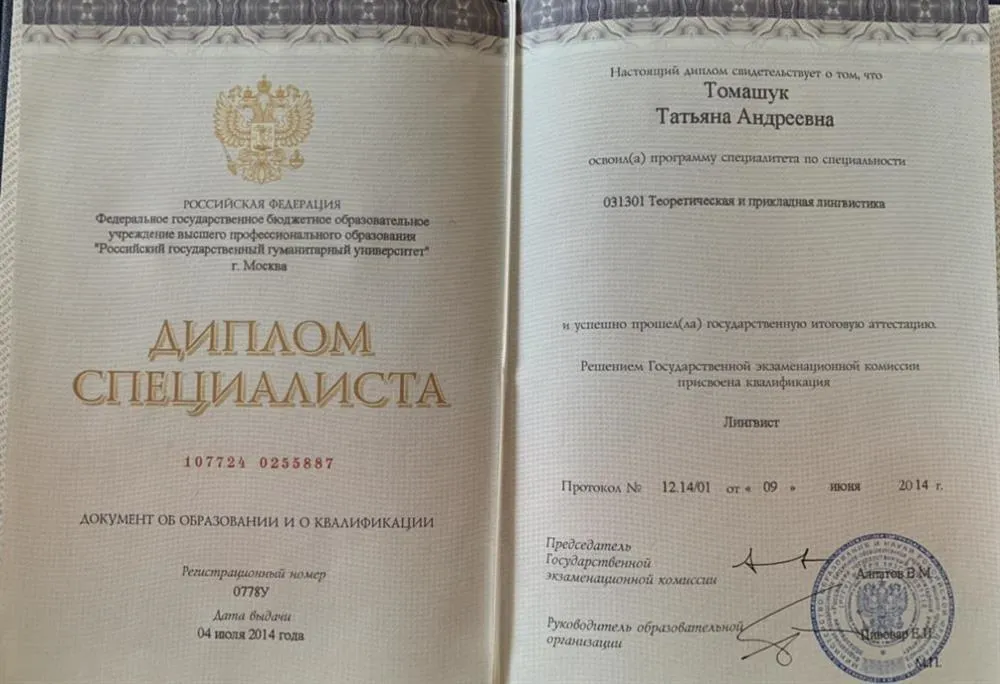 РОССИЙСКАЯ ФЕДЕРАЦИЯ
Федеральное государственное бюджетное образовательное
учреждение высшего профессионального образования
"Российский государственный гуманитарный университет"
г. Москва
ДИПЛОМ
СПЕЦИАЛИСТА
107724 0255887
ДОКУМЕНТ ОБ ОБРАЗОВАНИИ И О КВАЛИФИКАЦИИ
Регистрационный номер
0778У
Дата выдачи
04 июля 2014 года
Настоящий диплом свидетельствует о том, что
Томашук
Татьяна Андреевна
освоил(а) программу специалитета по специальности
031301 Теоретическая и прикладная лингвистика
и успешно прошел(ла) государственную итоговую аттестацию.
Решением Государственной экзаменационной комиссии
присвоена квалификация
Лингвист
Протокол № 12.14/01 от « 09 » июня 2014 г.
Председатель
Государственной
экзаменационной комиссии
Алпатов В.М.
Руководитель образовательной
организации
Пивовар Е.И.
М.П.